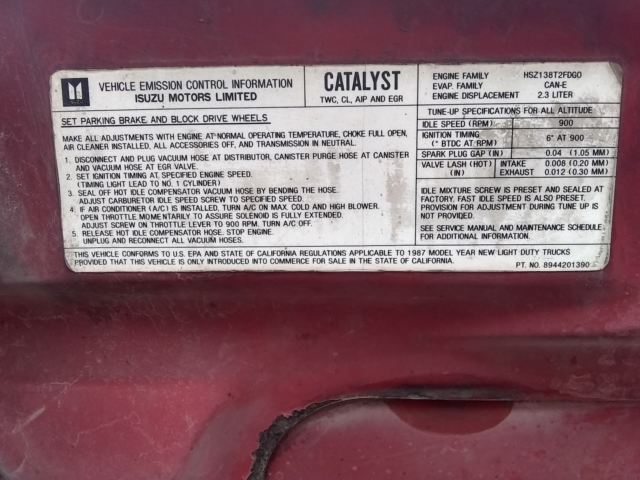 VEHICLE EMISSION CONTROL INFORMATION
ISUZU MOTORS LIMITED
CATALYST
TWC, CL, AIP AND EGR
ENGINE FAMILY HSZ138T2FDG0
EVAP. FAMILY CAN-E
ENGINE DISPLACEMENT 2.3 LITER
SET PARKING BRAKE AND BLOCK DRIVE WHEELS
MAKE ALL ADJUSTMENTS WITH ENGINE AT NORMAL OPERATING TEMPERATURE, CHOKE FULL OPEN,
AIR CLEANER INSTALLED, ALL ACCESSORIES OFF, AND TRANSMISSION IN NEUTRAL.
1. DISCONNECT AND PLUG VACUUM HOSE AT DISTRIBUTOR, CANISTER PURGE HOSE AT CANISTER
AND VACUUM HOSE AT EGR VALVE.
2. SET IGNITION TIMING AT SPECIFIED ENGINE SPEED.
(TIMING LIGHT LEAD TO NO. 1 CYLINDER)
3. SEAL OFF HOT IDLE COMPENSATOR VACUUM HOSE BY BENDING THE HOSE.
ADJUST CARBURETOR IDLE SPEED SCREW TO SPECIFIED SPEED.
4. IF AIR CONDITIONER (A/C) IS INSTALLED, TURN A/C ON MAX. COLD AND HIGH BLOWER.
OPEN THROTTLE MOMENTARILY TO ASSURE SOLENOID IS FULLY EXTENDED.
ADJUST SCREW ON THROTTLE LEVER TO 900 RPM. TURN A/C OFF.
5. RELEASE HOT IDLE COMPENSATOR HOSE. STOP ENGINE.
UNPLUG AND RECONNECT ALL VACUUM HOSES.
TUNE-UP SPECIFICATIONS FOR ALL ALTITUDE
IDLE SPEED (RPM) 900
IGNITION TIMING
(° BTDC AT RPM) 6° AT 900
SPARK PLUG GAP (IN) 0.04 (1.05 MM)
VALVE LASH (HOT) INTAKE 0.008 (0.20 MM)
(IN) EXHAUST 0.012 (0.30 MM)
IDLE MIXTURE SCREW IS PRESET AND SEALED AT
FACTORY. FAST IDLE SPEED IS ALSO PRESET.
PROVISION FOR ADJUSTMENT DURING TUNE UP IS
NOT PROVIDED.
SEE SERVICE MANUAL AND MAINTENANCE SCHEDULE
FOR ADDITIONAL INFORMATION.
THIS VEHICLE CONFORMS TO U.S. EPA AND STATE OF CALIFORNIA REGULATIONS APPLICABLE TO 1987 MODEL YEAR NEW LIGHT DUTY TRUCKS
PROVIDED THAT THIS VEHICLE IS ONLY INTRODUCED INTO COMMERCE FOR SALE IN THE STATE OF CALIFORNIA.
PT. NO. 8944201390